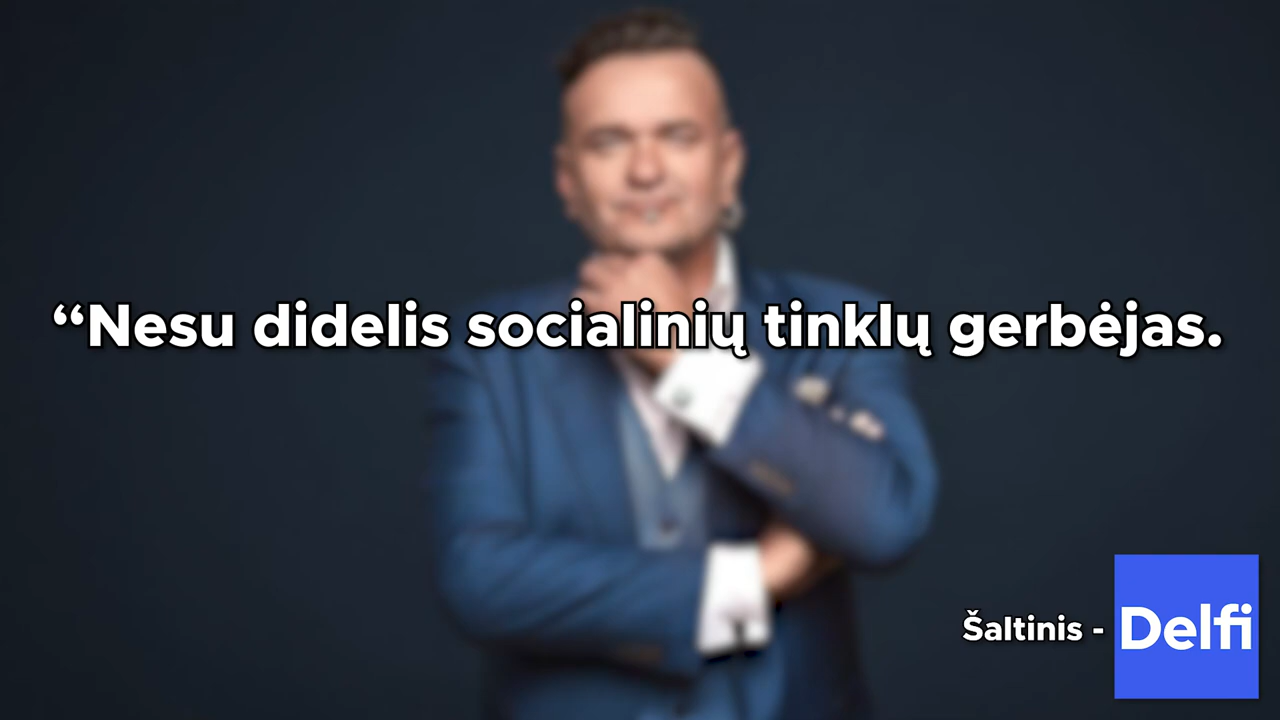 “Nesu didelis socialinių tinklų gerbėjas.
Šaltinis - Delfi